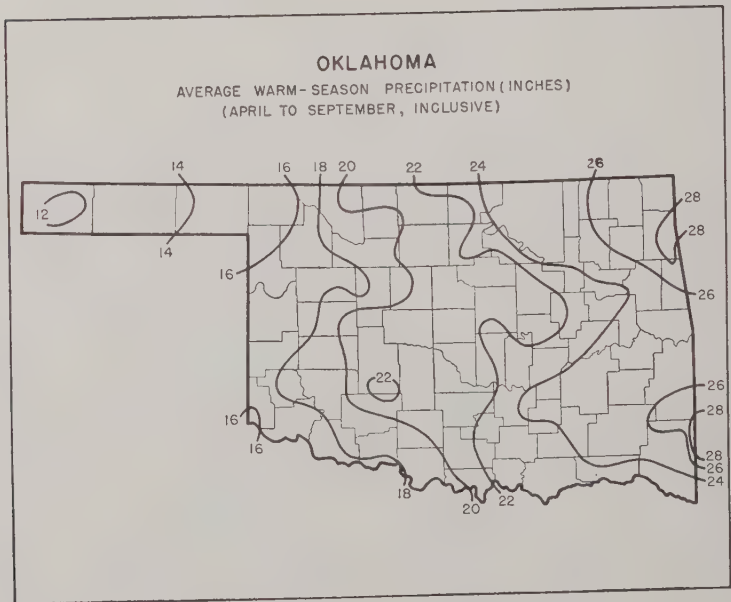 OKLAHOMA
AVERAGE WARM-SEASON PRECIPITATION (INCHES)
(APRIL TO SEPTEMBER, INCLUSIVE)
14 16 18 20 22 24 26
12
28
28
14
16
26
22
26
16
28
16
28
26
18 20 22 24